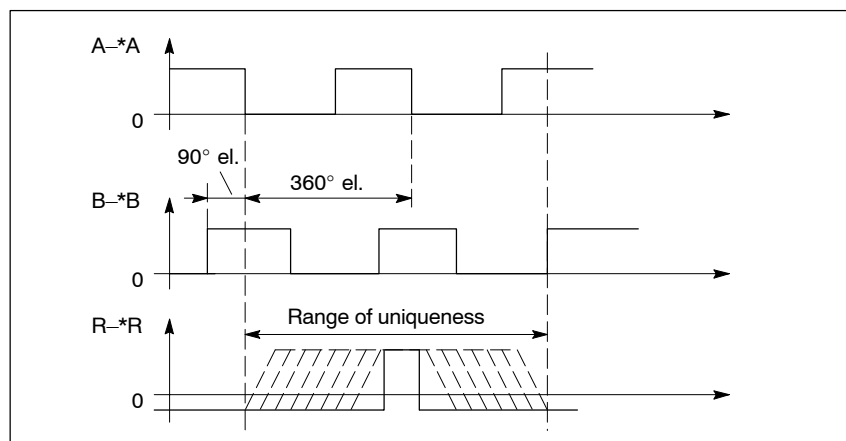 A–*A
0
90° el.
360° el.
B–*B
0
Range of uniqueness
R–*R
0